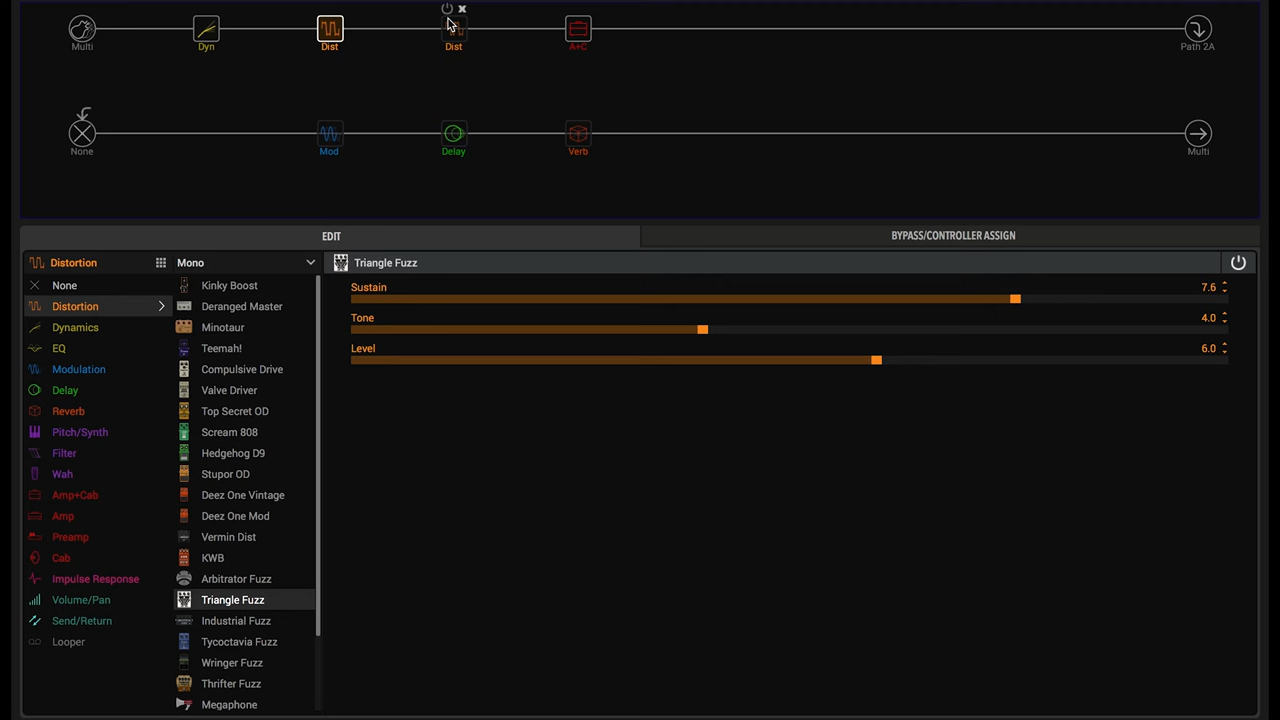 Multi
Dyn
Dist
Dist
A+C
Path 2A
None
Mod
Delay
Verb
Multi
EDIT
BYPASS/CONTROLLER ASSIGN
Distortion
Mono
Triangle Fuzz
None
Distortion
Dynamics
EQ
Modulation
Delay
Reverb
Pitch/Synth
Filter
Wah
Amp+Cab
Amp
Preamp
Cab
Impulse Response
Volume/Pan
Send/Return
Looper
Kinky Boost
Deranged Master
Minotaur
Teemah!
Compulsive Drive
Valve Driver
Top Secret OD
Scream 808
Hedgehog D9
Stupor OD
Deez One Vintage
Deez One Mod
Vermin Dist
KWB
Arbitrator Fuzz
Triangle Fuzz
Industrial Fuzz
Tycoctavia Fuzz
Wringer Fuzz
Thrifter Fuzz
Megaphone
Sustain 7.6
Tone 4.0
Level 6.0